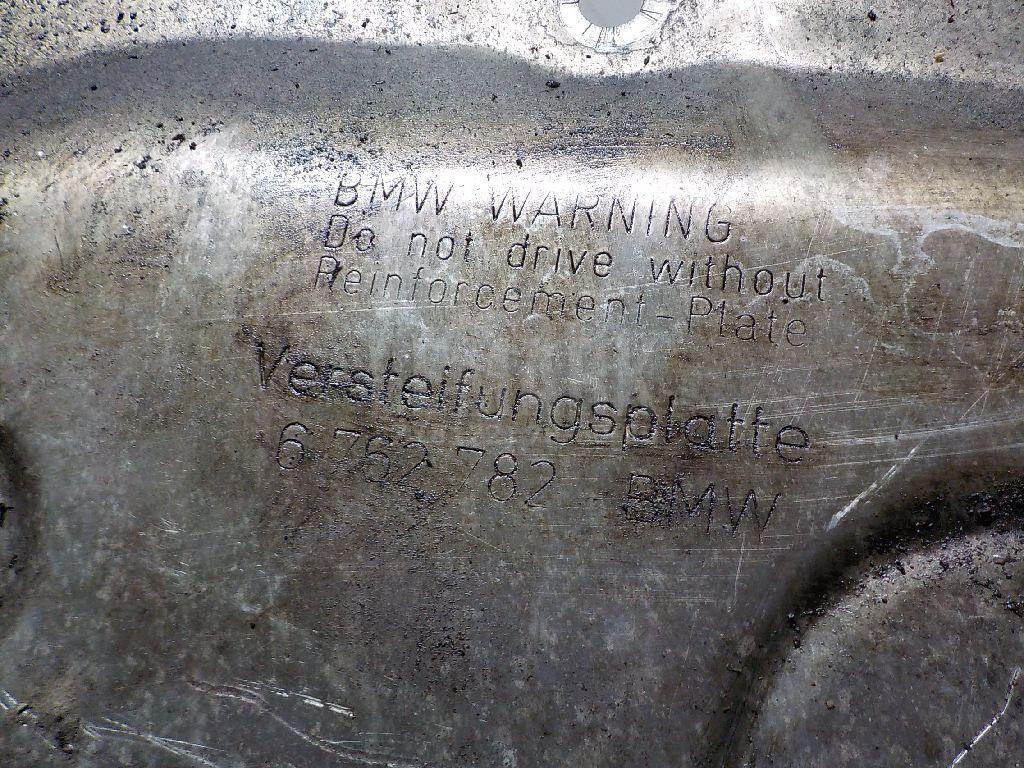 BMW WARNING
Do not drive without
Reinforcement-Plate
Versteifungsplatte
6 762 782 BMW